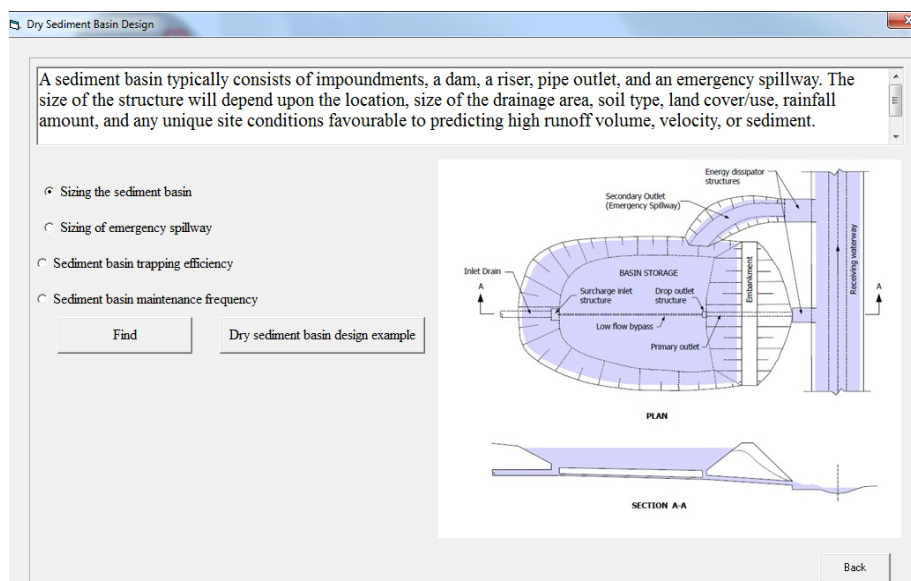 Dry Sediment Basin Design
A sediment basin typically consists of impoundments, a dam, a riser, pipe outlet, and an emergency spillway. The
size of the structure will depend upon the location, size of the drainage area, soil type, land cover/use, rainfall
amount, and any unique site conditions favourable to predicting high runoff volume, velocity, or sediment.
Sizing the sediment basin
Sizing of emergency spillway
Sediment basin trapping efficiency
Sediment basin maintenance frequency
Find
Dry sediment basin design example
Energy dissipator
structures
Secondary Outlet
(Emergency Spillway)
Inlet Drain
A
BASIN STORAGE
Surcharge inlet
structure
Drop outlet
structure
Low flow bypass
Primary outlet
Embankment
Receiving waterway
A
PLAN
SECTION A-A
Back